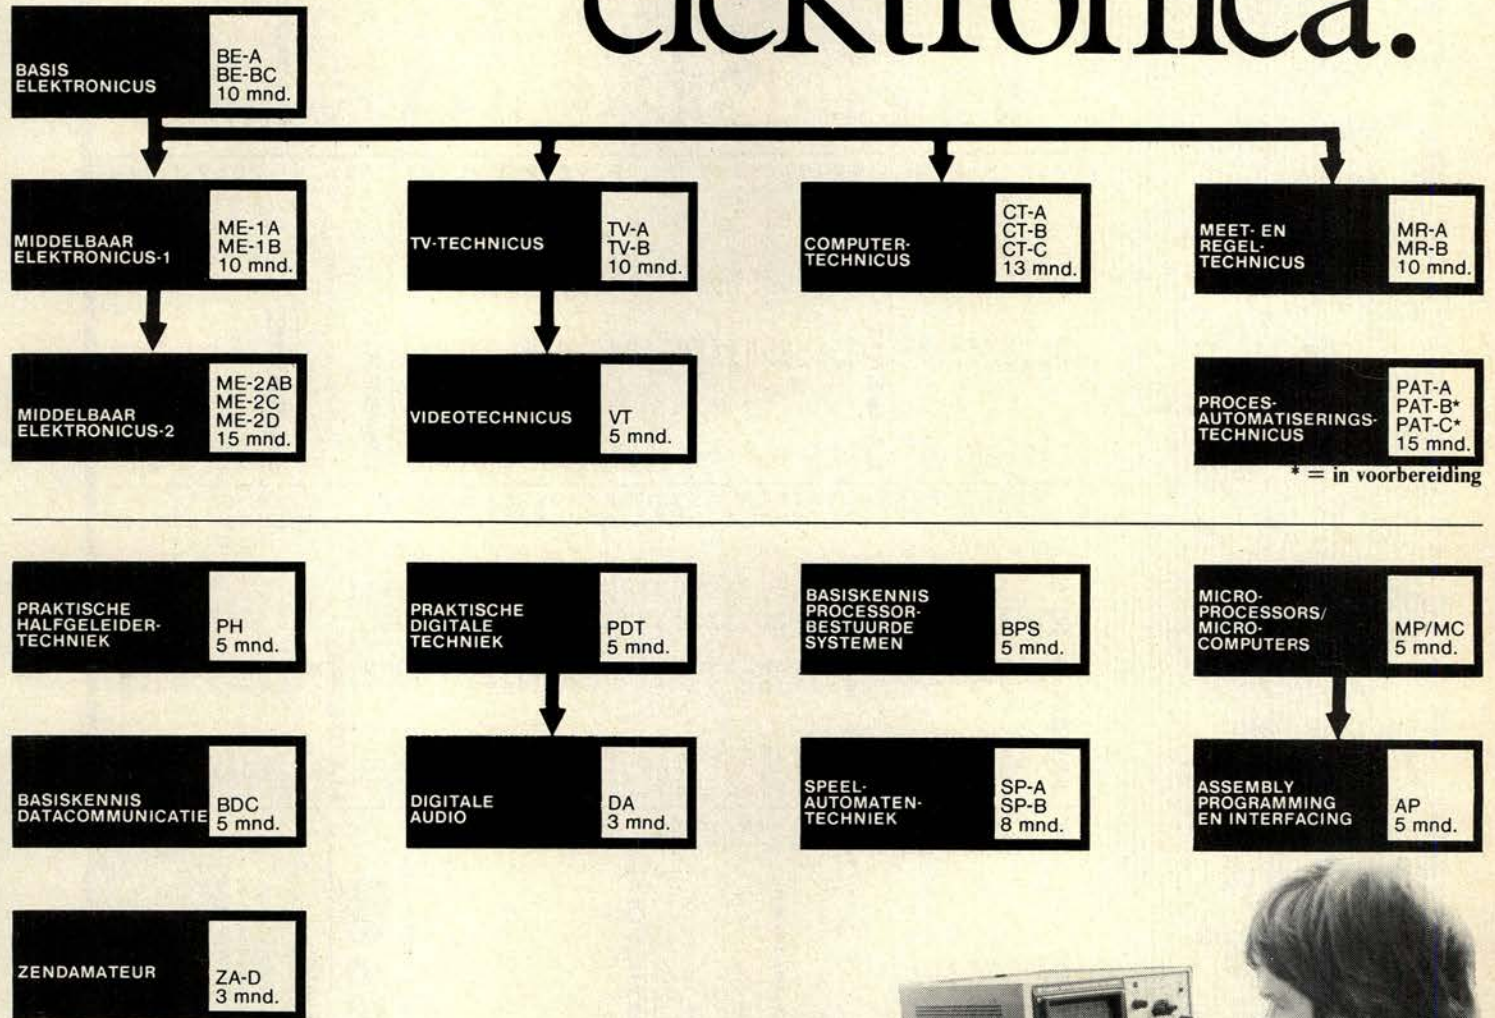 elektronica.
BASIS
ELEKTRONICUS
BE-A
BE-BC
10 mnd.
MIDDELBAAR
ELEKTRONICUS-1
ME-1A
ME-1B
10 mnd.
TV-TECHNICUS
TV-A
TV-B
10 mnd.
COMPUTER-
TECHNICUS
CT-A
CT-B
CT-C
13 mnd.
MEET- EN
REGEL-
TECHNICUS
MR-A
MR-B
10 mnd.
MIDDELBAAR
ELEKTRONICUS-2
ME-2AB
ME-2C
ME-2D
15 mnd.
VIDEOTECHNICUS
VT
5 mnd.
PROCES-
AUTOMATISERINGS-
TECHNICUS
PAT-A
PAT-B*
PAT-C*
15 mnd.
* = in voorbereiding
PRAKTISCHE
HALFGELEIDER-
TECHNIEK
PH
5 mnd.
PRAKTISCHE
DIGITALE
TECHNIEK
PDT
5 mnd.
BASISKENNIS
PROCESSOR-
BESTUURDE
SYSTEMEN
BPS
5 mnd.
MICRO-
PROCESSORS/
MICRO-
COMPUTERS
MP/MC
5 mnd.
BASISKENNIS
DATACOMMUNICATIE
BDC
5 mnd.
DIGITALE
AUDIO
DA
3 mnd.
SPEEL-
AUTOMATEN-
TECHNIEK
SP-A
SP-B
8 mnd.
ASSEMBLY
PROGRAMMING
EN INTERFACING
AP
5 mnd.
ZENDAMATEUR
ZA-D
3 mnd.